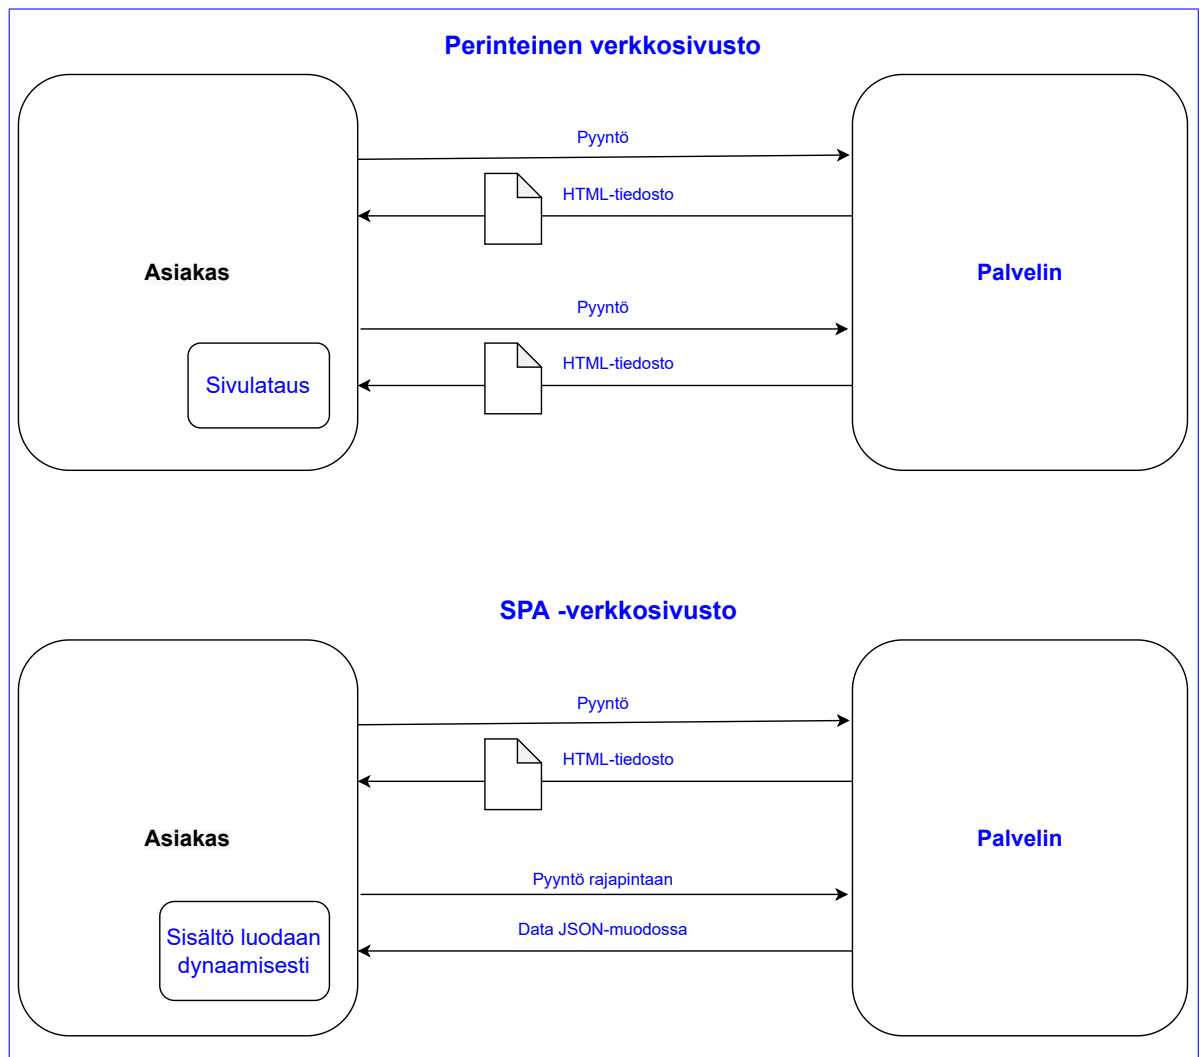 Perinteinen verkkosivusto
Pyyntö
HTML-tiedosto
Asiakas
Palvelin
Pyyntö
HTML-tiedosto
Sivulataus
SPA -verkkosivusto
Pyyntö
HTML-tiedosto
Asiakas
Palvelin
Pyyntö rajapintaan
Data JSON-muodossa
Sisältö luodaan
dynaamisesti